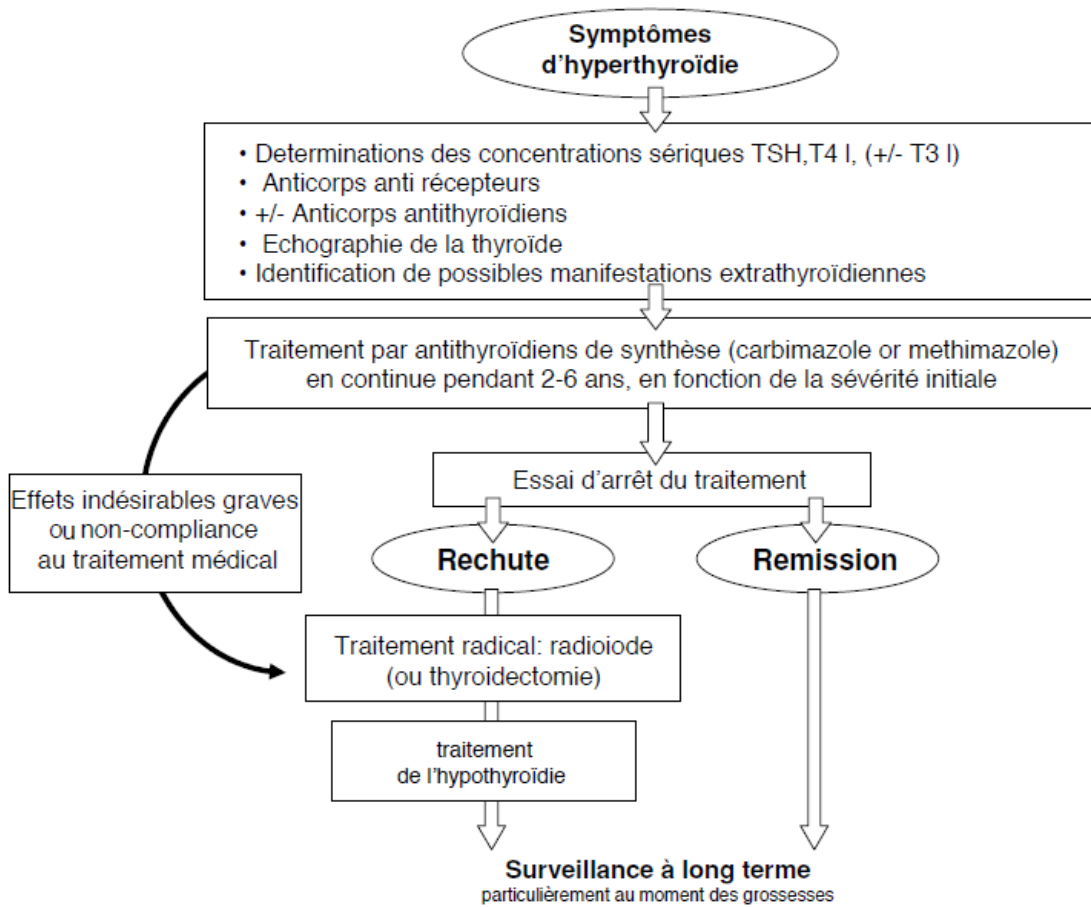 Symptômes
d'hyperthyroïdie
• Determinations des concentrations sériques TSH,T4 l, (+/- T3 l)
• Anticorps anti récepteurs
• +/- Anticorps antithyroïdiens
• Echographie de la thyroïde
• Identification de possibles manifestations extrathyroïdiennes
Traitement par antithyroïdiens de synthèse (carbimazole or methimazole)
en continue pendant 2-6 ans, en fonction de la sévérité initiale
Essai d'arrêt du traitement
Effets indésirables graves
ou non-compliance
au traitement médical
Rechute
Remission
Traitement radical: radioiode
(ou thyroidectomie)
traitement
de l'hypothyroïdie
Surveillance à long terme
particulièrement au moment des grossesses